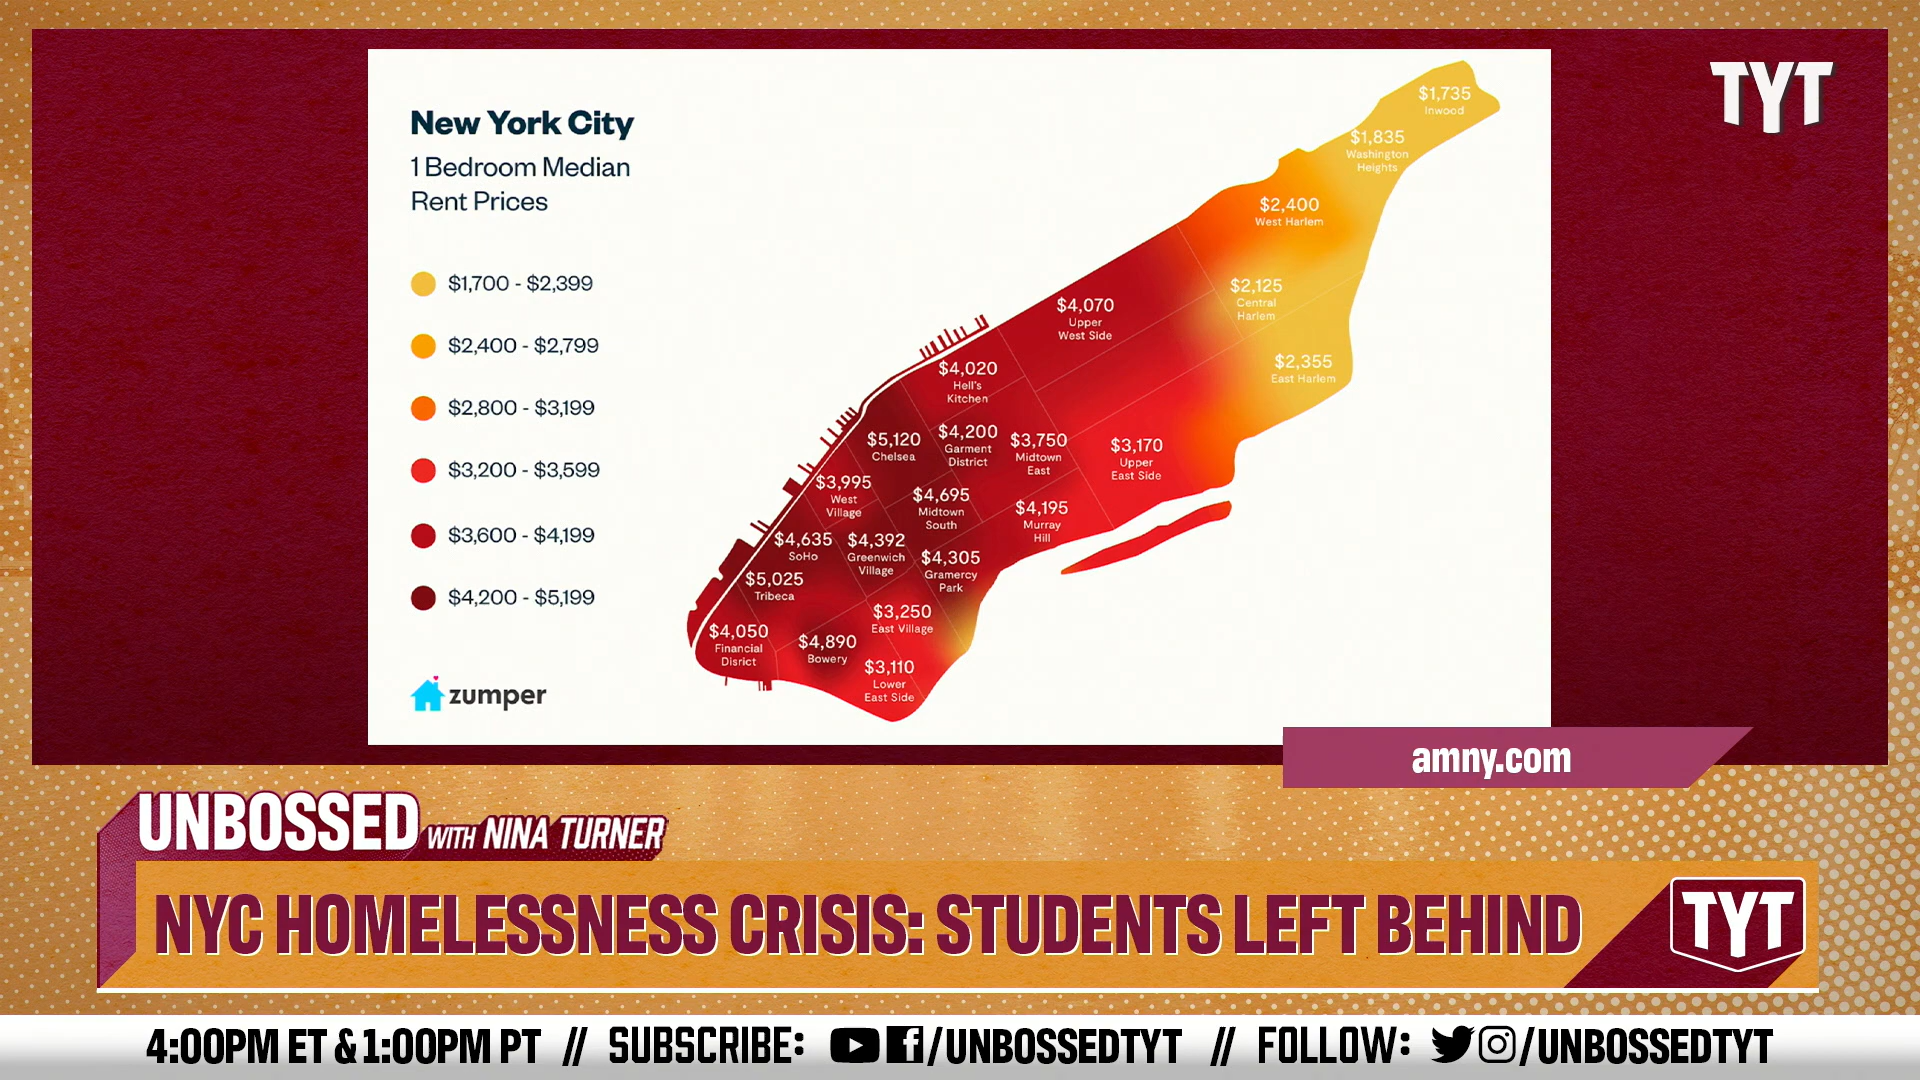 TYT
New York City
1 Bedroom Median
Rent Prices
$1,700 - $2,399
$2,400 - $2,799
$2,800 - $3,199
$3,200 - $3,599
$3,600 - $4,199
$4,200 - $5,199
zumper
$1,735
Inwood
$1,835
Washington
Heights
$2,400
West Harlem
$2,125
Central
Harlem
$2,355
East Harlem
$4,070
Upper
West Side
$4,020
Hell's
Kitchen
$5,120
Chelsea
$4,200
Garment
District
$3,750
Midtown
East
$3,170
Upper
East Side
$3,995
West
Village
$4,695
Midtown
South
$4,195
Murray
Hill
$4,635
SoHo
$4,392
Greenwich
Village
$4,305
Gramercy
Park
$5,025
Tribeca
$3,250
East Village
$4,050
Financial
Disrict
$4,890
Bowery
$3,110
Lower
East Side
amny.com
UNBOSSED WITH NINA TURNER
NYC HOMELESSNESS CRISIS: STUDENTS LEFT BEHIND
TYT
4:00PM ET & 1:00PM PT // SUBSCRIBE: /UNBOSSEDTYT // FOLLOW: /UNBOSSEDTYT